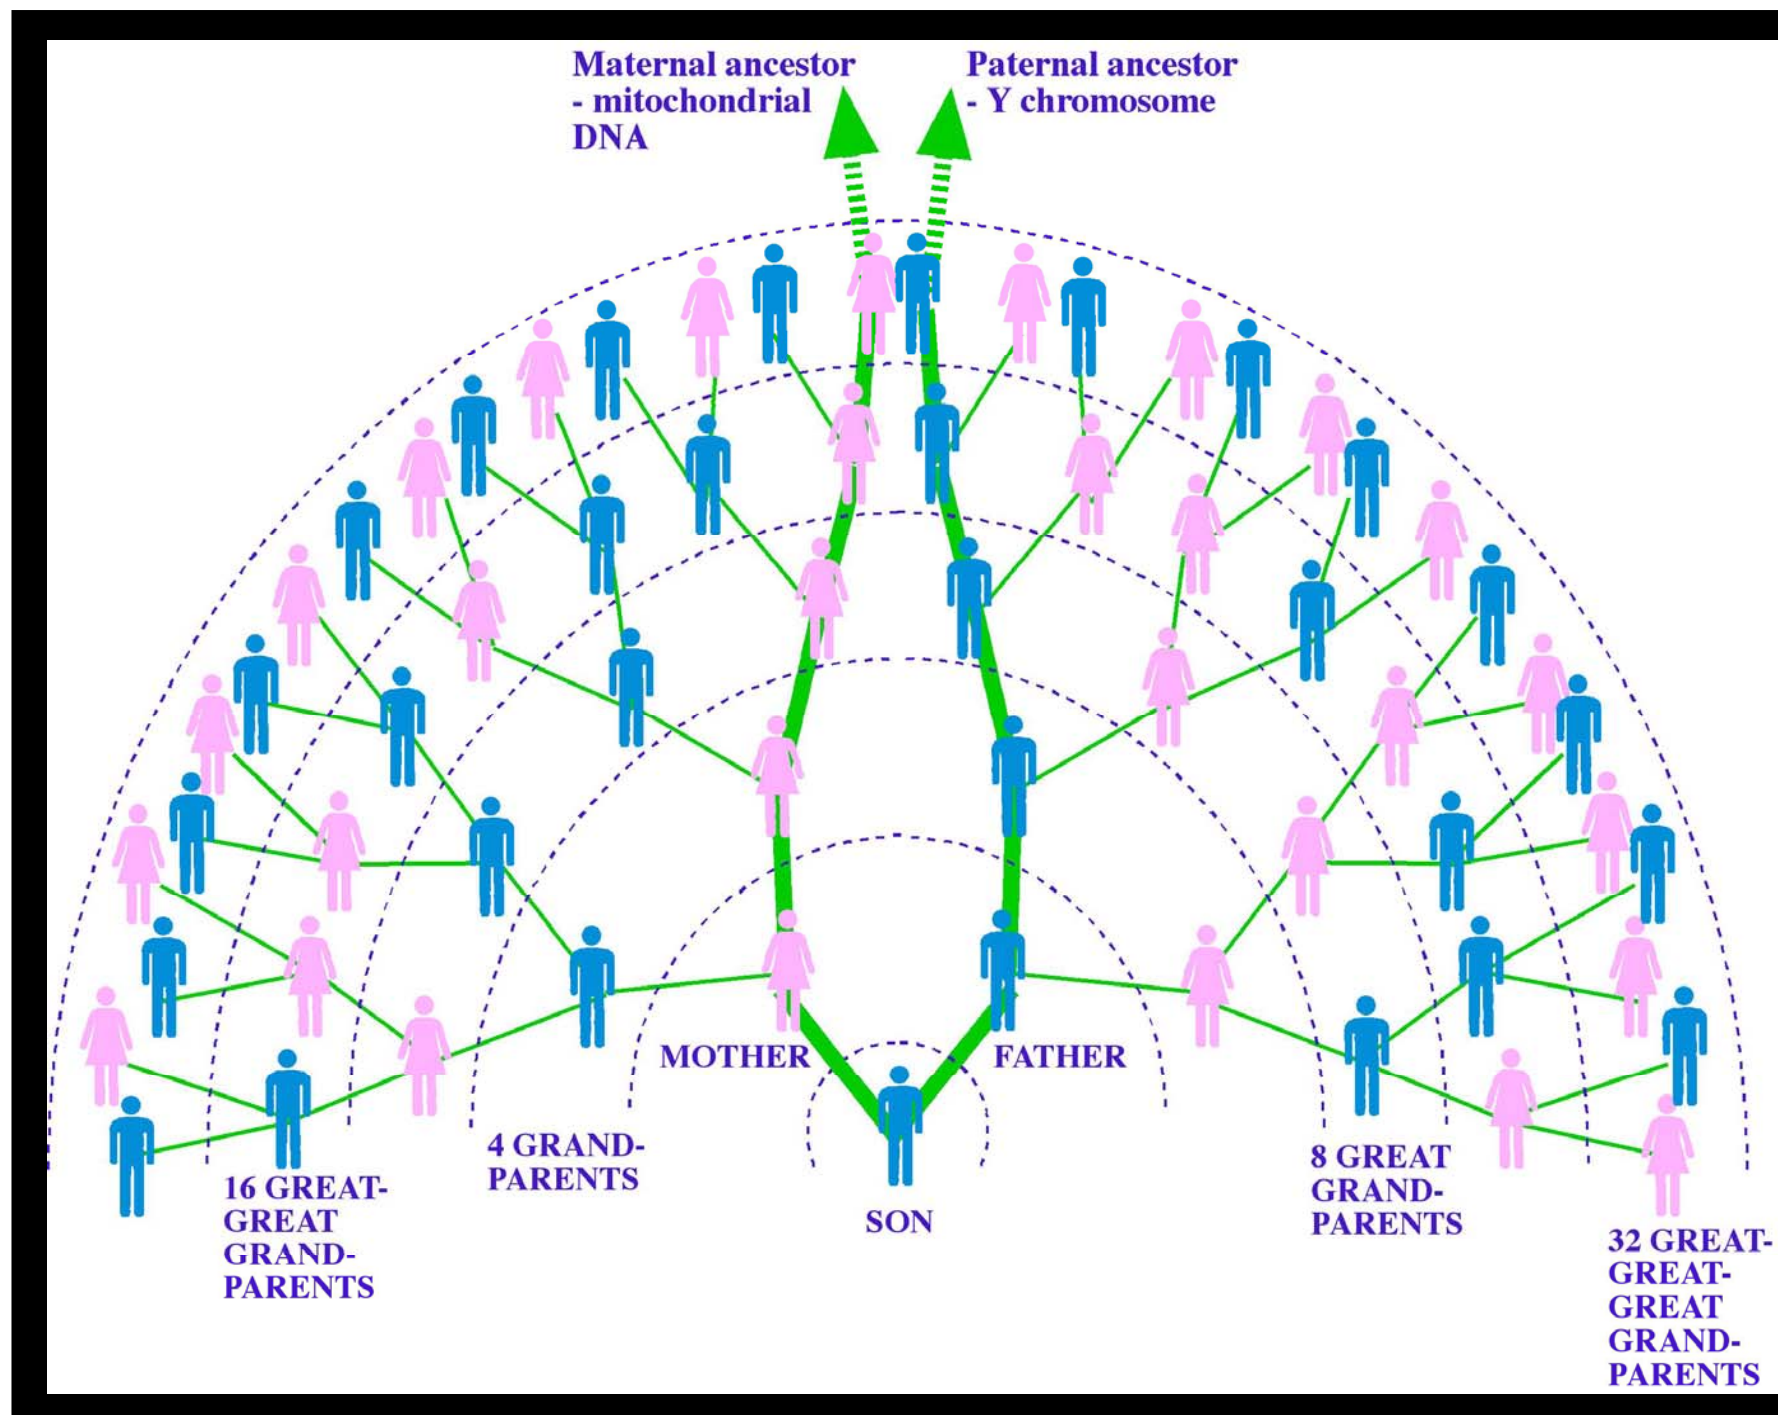 Maternal ancestor
- mitochondrial
DNA
Paternal ancestor
- Y chromosome
MOTHER
FATHER
4 GRAND-
PARENTS
8 GREAT
GRAND-
PARENTS
16 GREAT-
GREAT
GRAND-
PARENTS
SON
32 GREAT-
GREAT-
GREAT
GRAND-
PARENTS